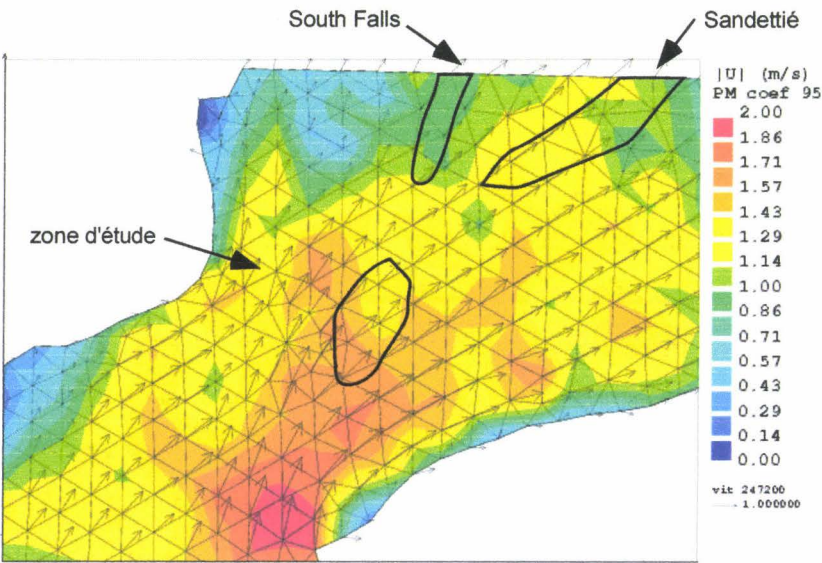 South Falls
Sandettié
zone d'étude
|U| (m/s)
PM coef 95
2.00
1.86
1.71
1.57
1.43
1.29
1.14
1.00
0.86
0.71
0.57
0.43
0.29
0.14
0.00
vit 247200
1.000000